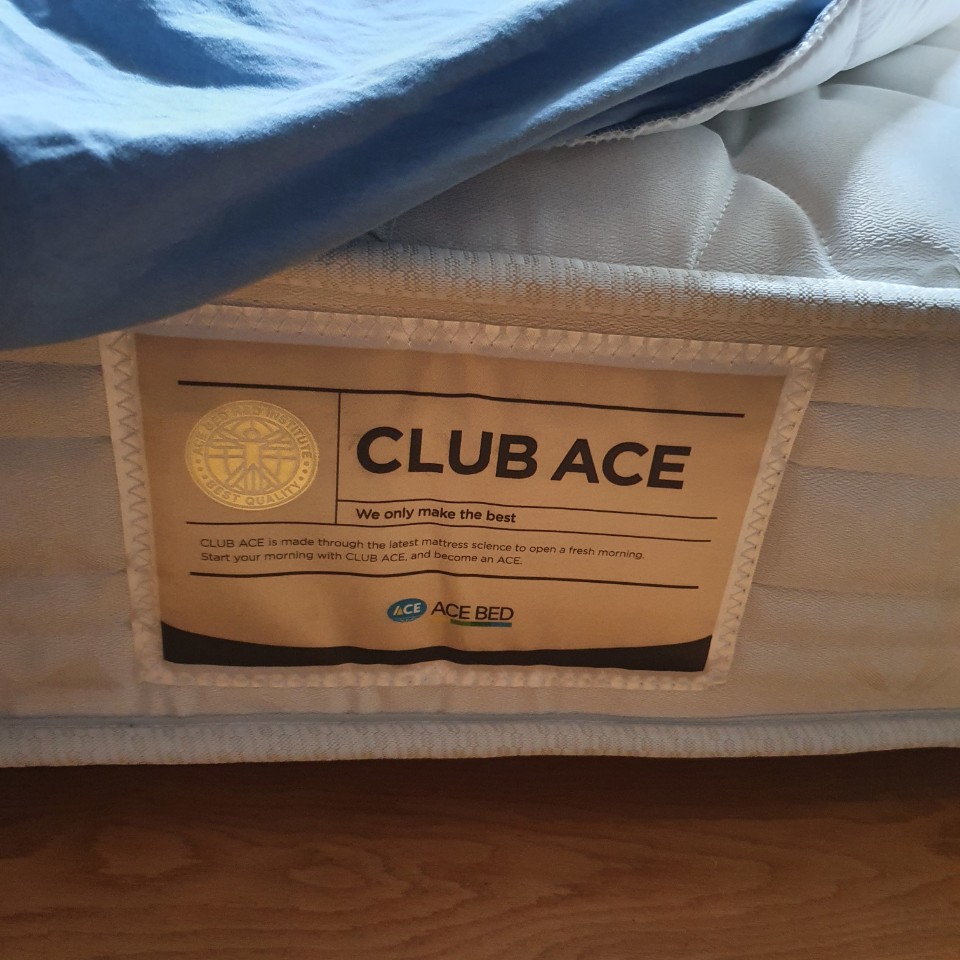 ACE BED R&D INSTITUTE
BEST QUALITY
CLUB ACE
We only make the best
CLUB ACE is made through the latest mattress science to open a fresh morning.
Start your morning with CLUB ACE, and become an ACE.
ACE ACE BED